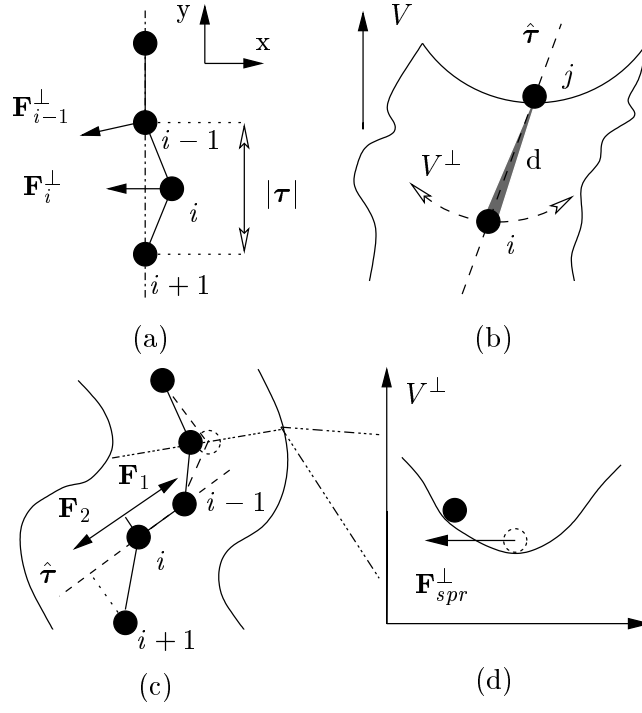 y
x
F⊥i−1
i − 1
F⊥i
i
|τ|
i + 1
(a)
V
τ̂
j
V⊥
d
i
(b)
F1
F2
i − 1
τ̂
i
i + 1
(c)
V⊥
F⊥spr
(d)